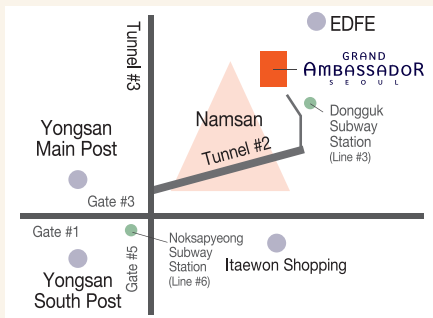 EDFE
GRAND
AMBASSADOR
SEOUL
Tunnel #3
Dongguk
Subway
Station
(Line #3)
Namsan
Tunnel #2
Yongsan
Main Post
Gate #3
Gate #1
Gate #5
Noksapyeong
Subway
Station
(Line #6)
Itaewon Shopping
Yongsan
South Post